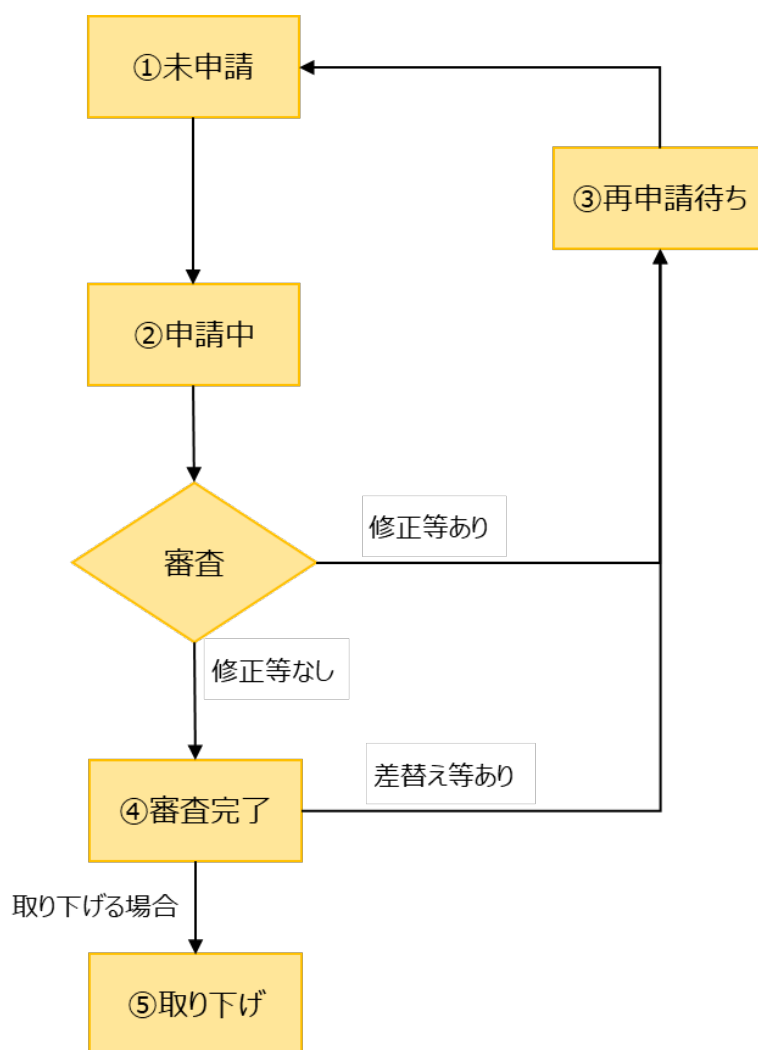 ①未申請
③再申請待ち
②申請中
修正等あり
審査
修正等なし
差替え等あり
④審査完了
取り下げる場合
⑤取り下げ